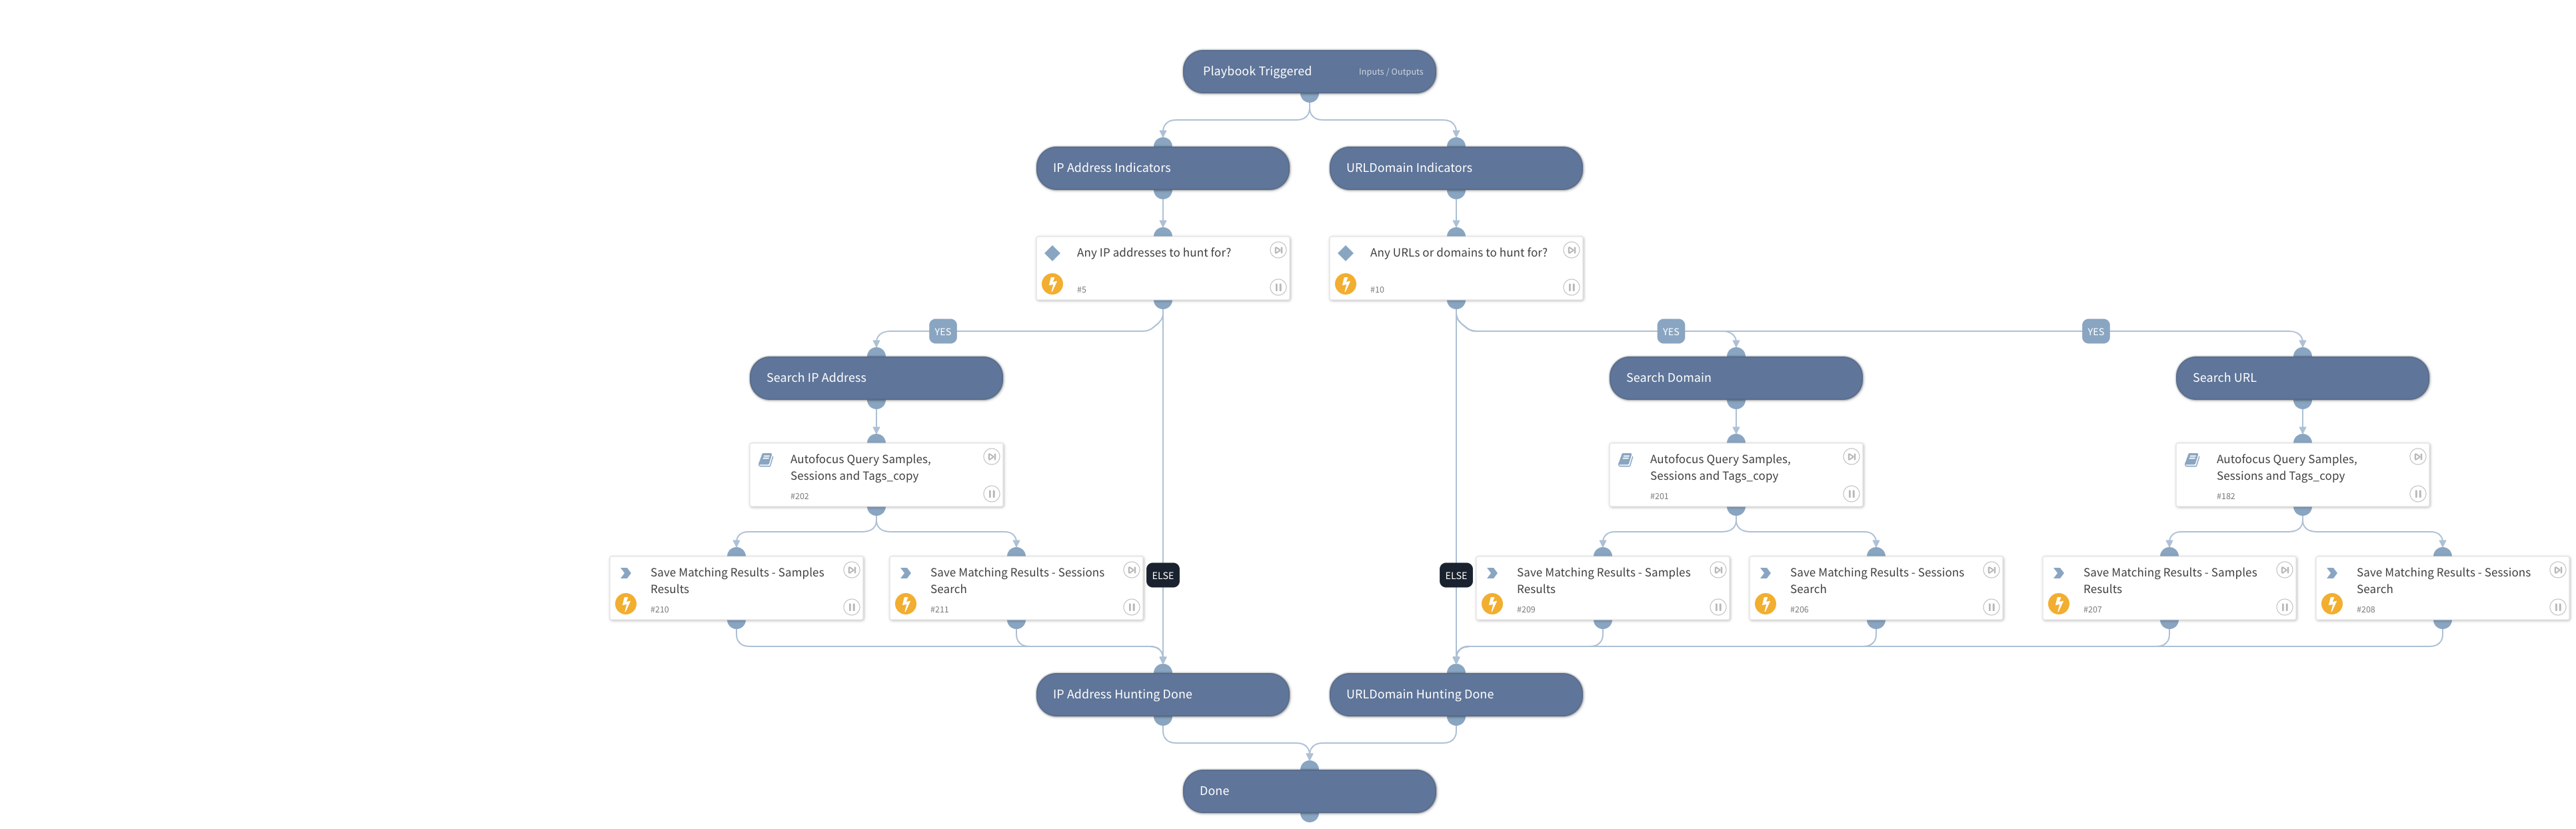 Playbook Triggered
Inputs / Outputs
IP Address Indicators
URLDomain Indicators
Any IP addresses to hunt for?
#5
Any URLs or domains to hunt for?
#10
YES
YES
YES
Search IP Address
Search Domain
Search URL
Autofocus Query Samples,
Sessions and Tags_copy
#202
Autofocus Query Samples,
Sessions and Tags_copy
#201
Autofocus Query Samples,
Sessions and Tags_copy
#182
Save Matching Results - Samples
Results
#210
Save Matching Results - Sessions
Search
#211
ELSE
ELSE
Save Matching Results - Samples
Results
#209
Save Matching Results - Sessions
Search
#206
Save Matching Results - Samples
Results
#207
Save Matching Results - Sessions
Search
#208
IP Address Hunting Done
URLDomain Hunting Done
Done